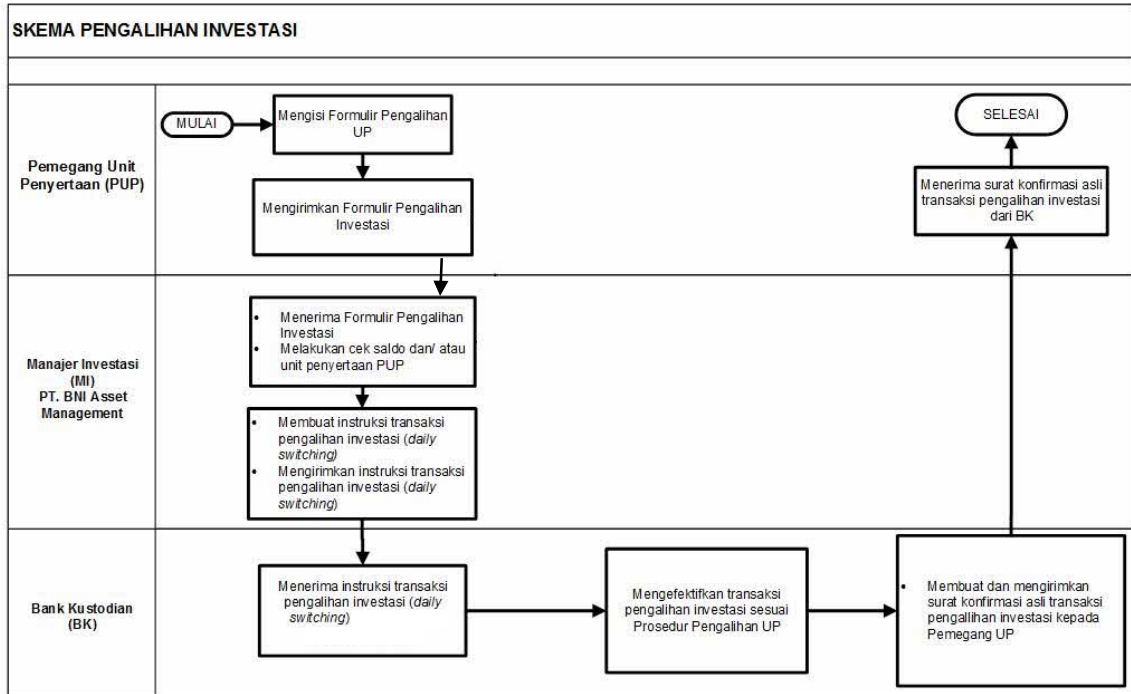 SKEMA PENGALIHAN INVESTASI
Pemegang Unit
Penyertaan (PUP)
MULAI
Mengisi Formulir Pengalihan
UP
Mengirimkan Formulir Pengalihan
Investasi
SELESAI
Menerima surat konfirmasi asli
transaksi pengalihan investasi
dari BK
Manajer Investasi
(MI)
PT. BNI Asset
Management
• Menerima Formulir Pengalihan
Investasi
• Melakukan cek saldo dan/ atau
unit penyertaan PUP
• Membuat instruksi transaksi
pengalihan investasi (daily
switching)
• Mengirimkan instruksi transaksi
pengalihan investasi (daily
switching)
Bank Kustodian
(BK)
Menerima instruksi transaksi
pengalihan investasi (daily
switching)
Mengefektifkan transaksi
pengalihan investasi sesuai
Prosedur Pengalihan UP
• Membuat dan mengirimkan
surat konfirmasi asli transaksi
pengallihan investasi kepada
Pemegang UP